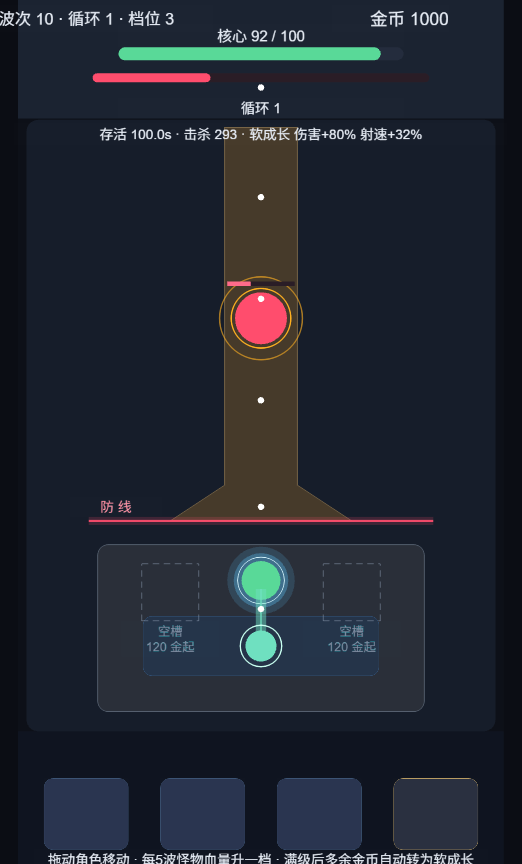 波次 10 · 循环 1 · 档位 3
金币 1000
核心 92 / 100
循环 1
存活 100.0s · 击杀 293 · 软成长 伤害+80% 射速+32%
防 线
空槽
120 金起
空槽
120 金起
拖动角色移动 · 每5波怪物血量升一档 · 满级后多余金币自动转为软成长